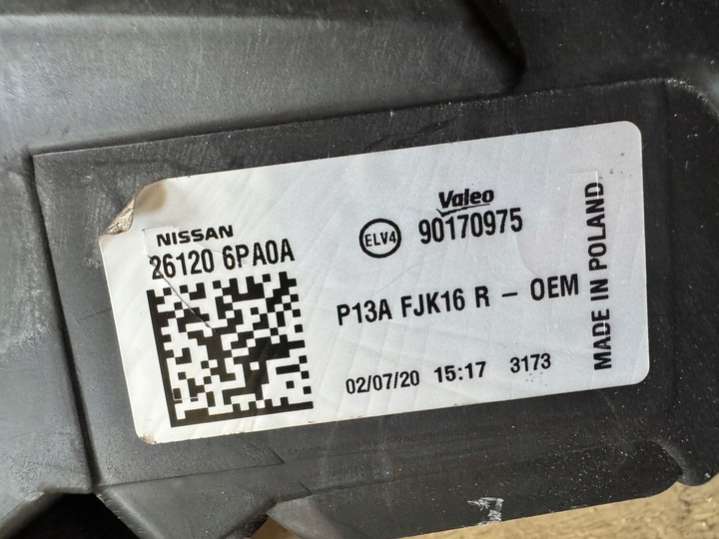 NISSAN
26120 6PA0A
Valeo
ELV4 90170975
P13A FJK16 R - OEM
02/07/20 15:17 3173
MADE IN POLAND